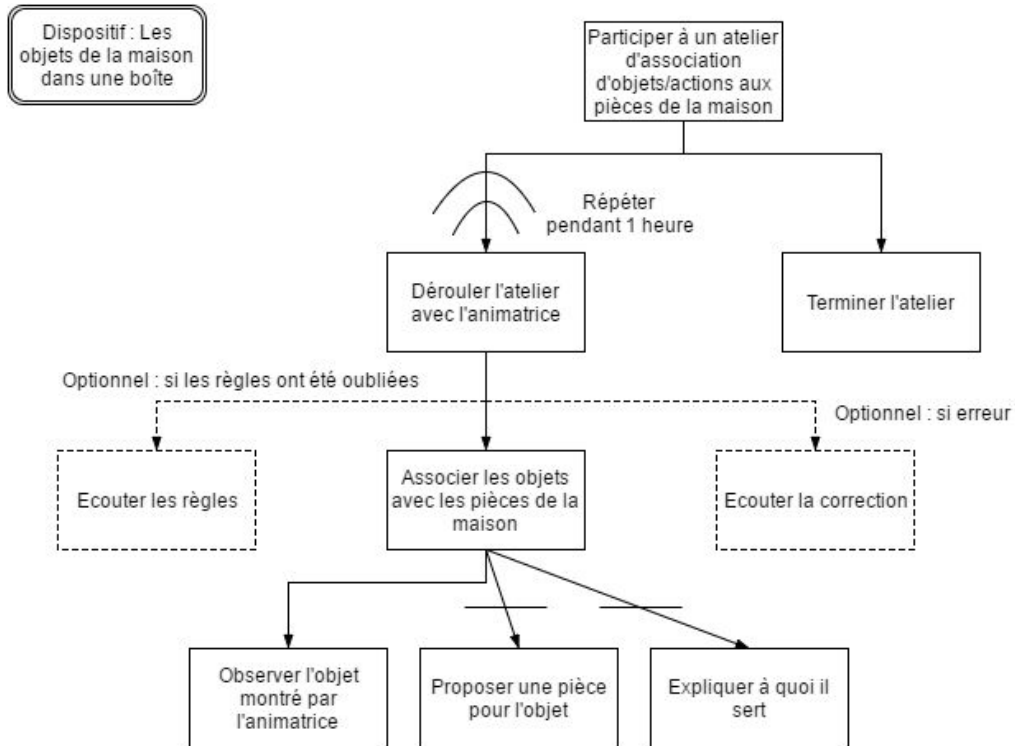 Dispositif : Les
objets de la maison
dans une boîte
Participer à un atelier
d'association
d'objets/actions aux
pièces de la maison
Répéter
pendant 1 heure
Dérouler l'atelier
avec l'animatrice
Terminer l'atelier
Optionnel : si les règles ont été oubliées
Optionnel : si erreur
Ecouter les règles
Associer les objets
avec les pièces de la
maison
Ecouter la correction
Observer l'objet
montré par
l'animatrice
Proposer une pièce
pour l'objet
Expliquer à quoi il
sert